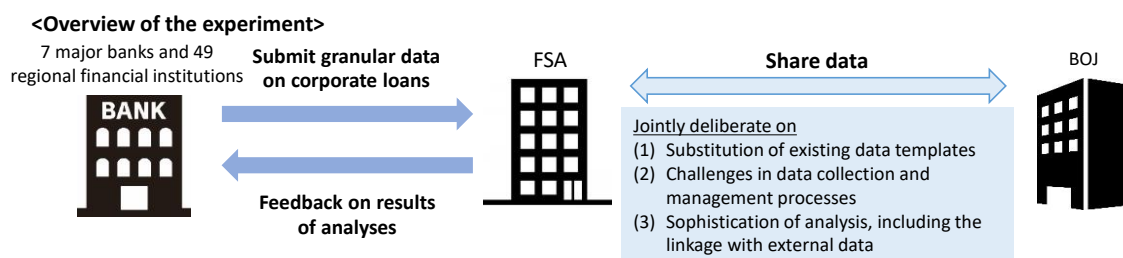 <Overview of the experiment>
7 major banks and 49
regional financial institutions
BANK
Submit granular data
on corporate loans
Feedback on results
of analyses
FSA
Share data
BOJ
Jointly deliberate on
(1) Substitution of existing data templates
(2) Challenges in data collection and
management processes
(3) Sophistication of analysis, including the
linkage with external data